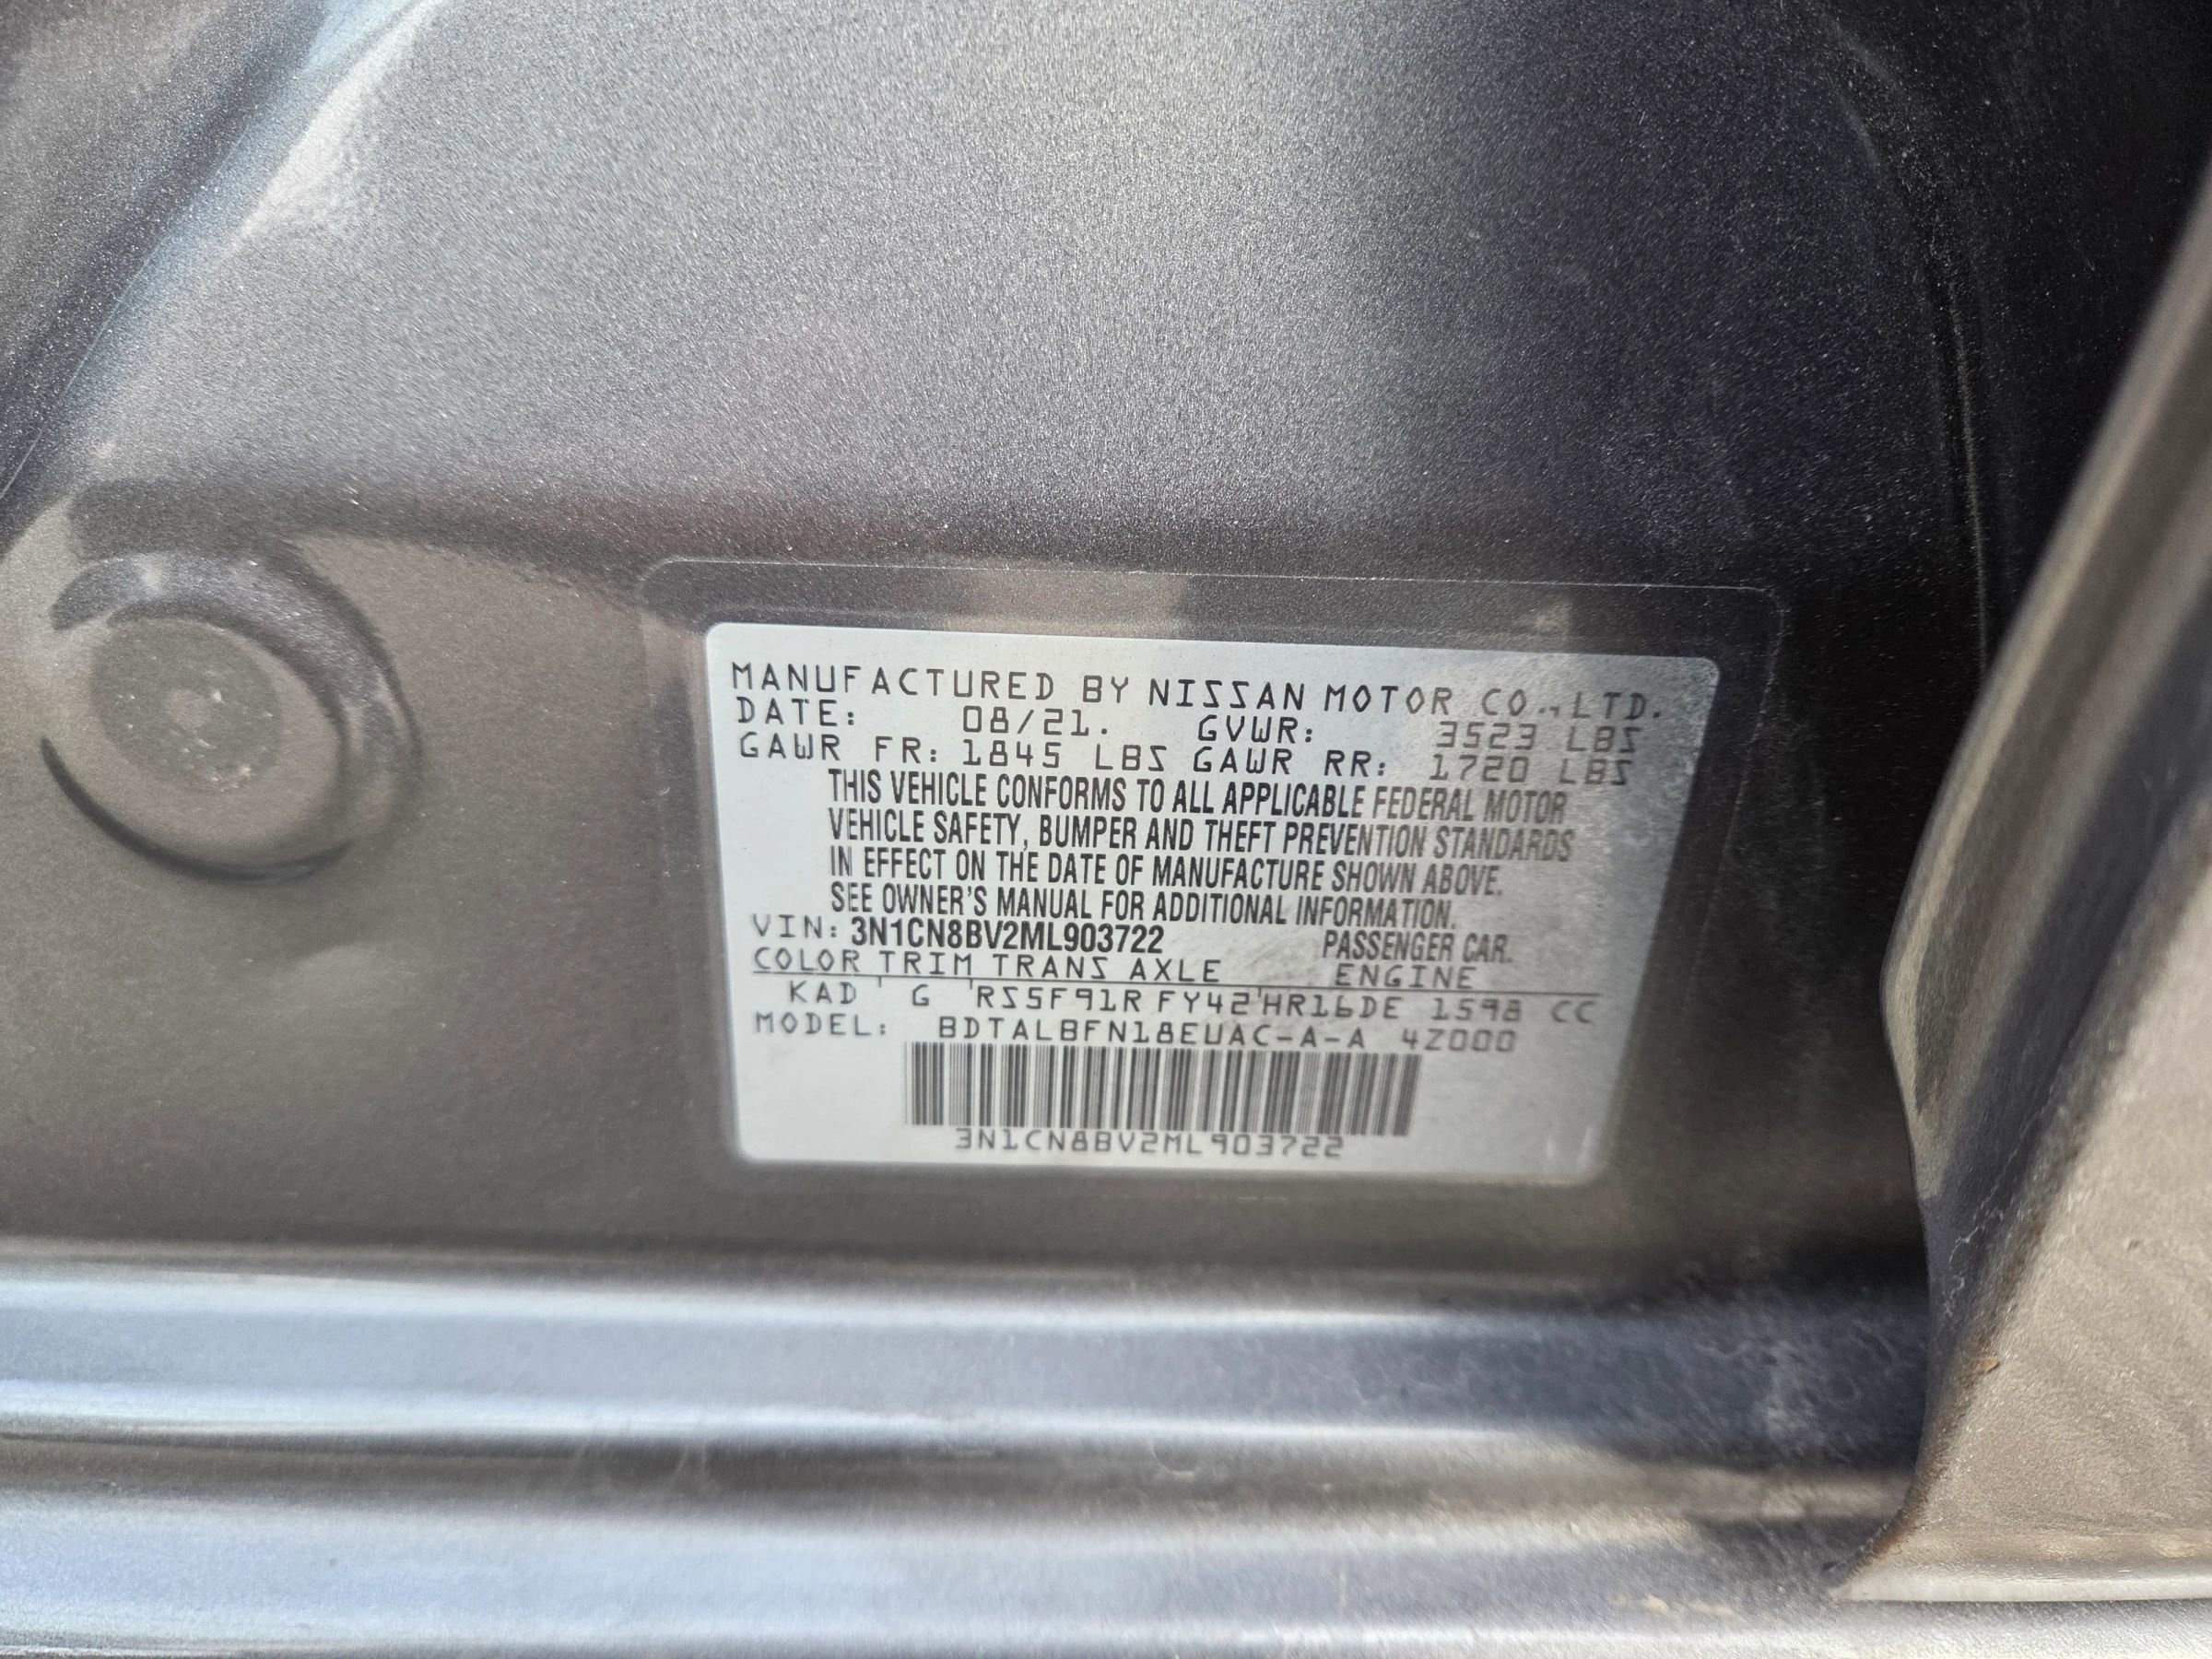 MANUFACTURED BY NISSAN MOTOR CO., LTD.
DATE: 08/21. GVWR: 3523 LBS
GAWR FR: 1845 LBS GAWR RR: 1720 LBS
THIS VEHICLE CONFORMS TO ALL APPLICABLE FEDERAL MOTOR
VEHICLE SAFETY, BUMPER AND THEFT PREVENTION STANDARDS
IN EFFECT ON THE DATE OF MANUFACTURE SHOWN ABOVE.
SEE OWNER'S MANUAL FOR ADDITIONAL INFORMATION.
VIN: 3N1CN8BV2ML903722 PASSENGER CAR.
COLOR TRIM TRANS AXLE ENGINE
KAD ' G 'RS5F91R FY42'HR16DE 1598 CC
MODEL: BDTALBFN18EUAC-A-A 4Z000
3N1CN8BV2ML903722